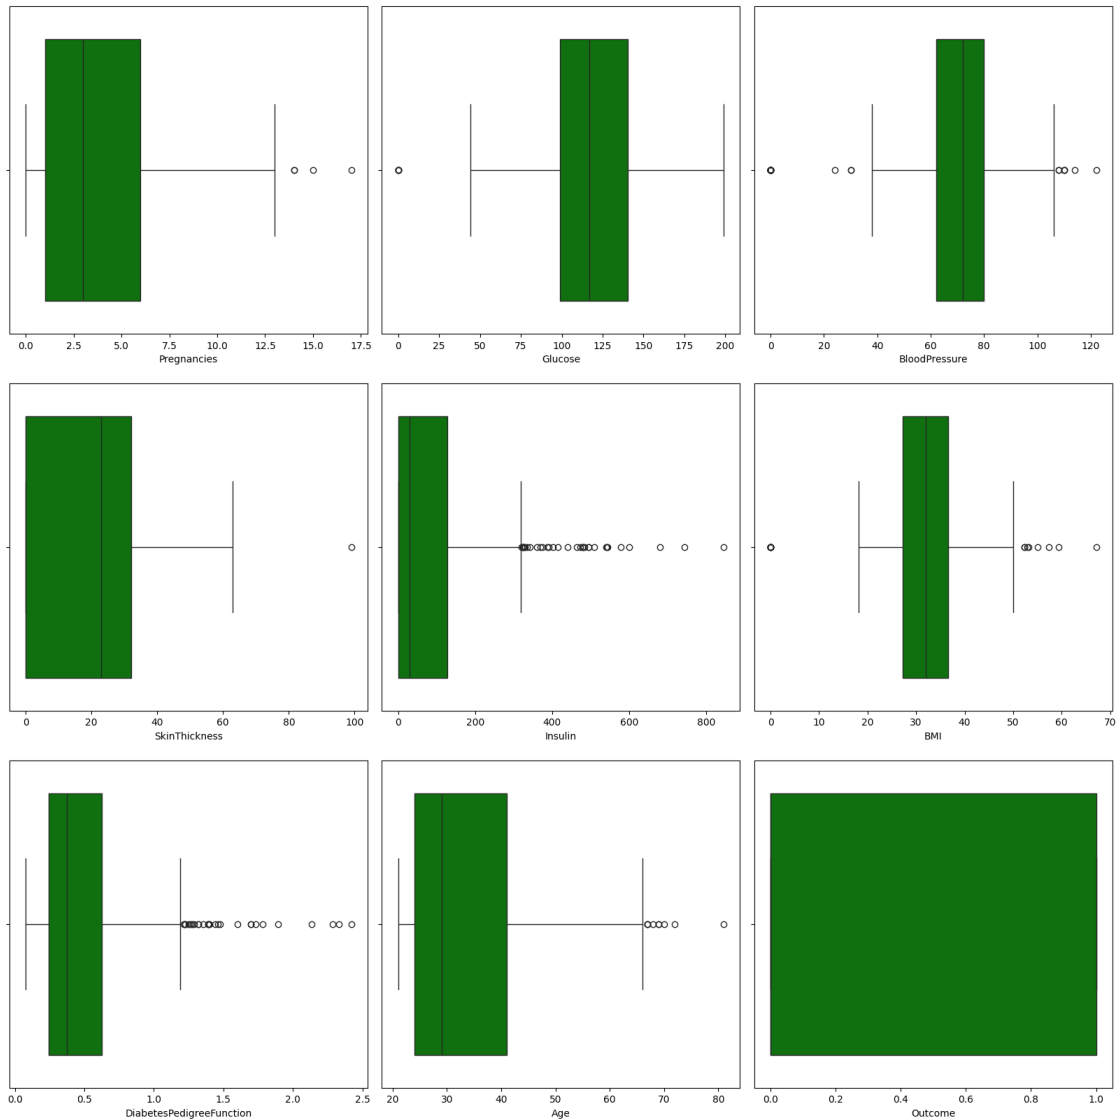 0.0 2.5 5.0 7.5 10.0 12.5 15.0 17.5
Pregnancies
0 25 50 75 100 125 150 175 200
Glucose
0 20 40 60 80 100 120
BloodPressure
0 20 40 60 80 100
SkinThickness
0 200 400 600 800
Insulin
0 10 20 30 40 50 60 70
BMI
0.0 0.5 1.0 1.5 2.0 2.5
DiabetesPedigreeFunction
20 30 40 50 60 70 80
Age
0.0 0.2 0.4 0.6 0.8 1.0
Outcome